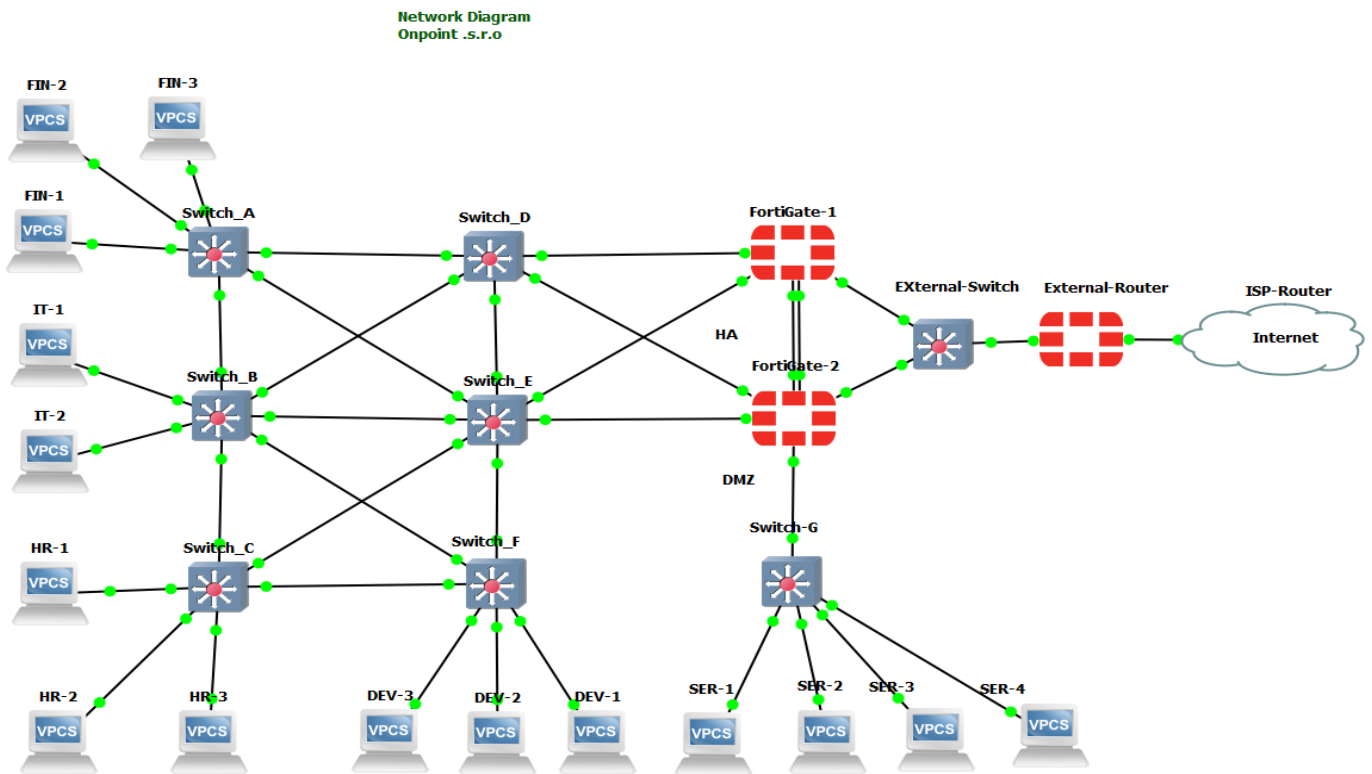 Network Diagram
Onpoint .s.r.o
FIN-2
FIN-3
VPCS
VPCS
FIN-1
VPCS
Switch_A
Switch_D
FortiGate-1
EXternal-Switch
External-Router
ISP-Router
Internet
IT-1
VPCS
HA
Switch_B
Switch_E
FortiGate-2
IT-2
VPCS
DMZ
HR-1
VPCS
Switch_C
Switch_F
Switch-G
HR-2
VPCS
HR-3
VPCS
DEV-3
VPCS
DEV-2
VPCS
DEV-1
VPCS
SER-1
VPCS
SER-2
VPCS
SER-3
VPCS
SER-4
VPCS